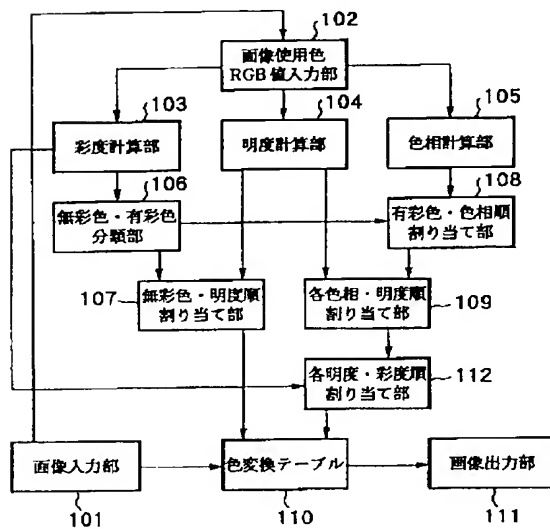 102
画像使用色
RGB値入力部
103
104
105
彩度計算部
明度計算部
色相計算部
106
108
無彩色・有彩色
分類部
有彩色・色相順
割り当て部
107
無彩色・明度順
割り当て部
各色相・明度順
割り当て部
109
各明度・彩度順
割り当て部
112
画像入力部
色変換テーブル
画像出力部
101
110
111